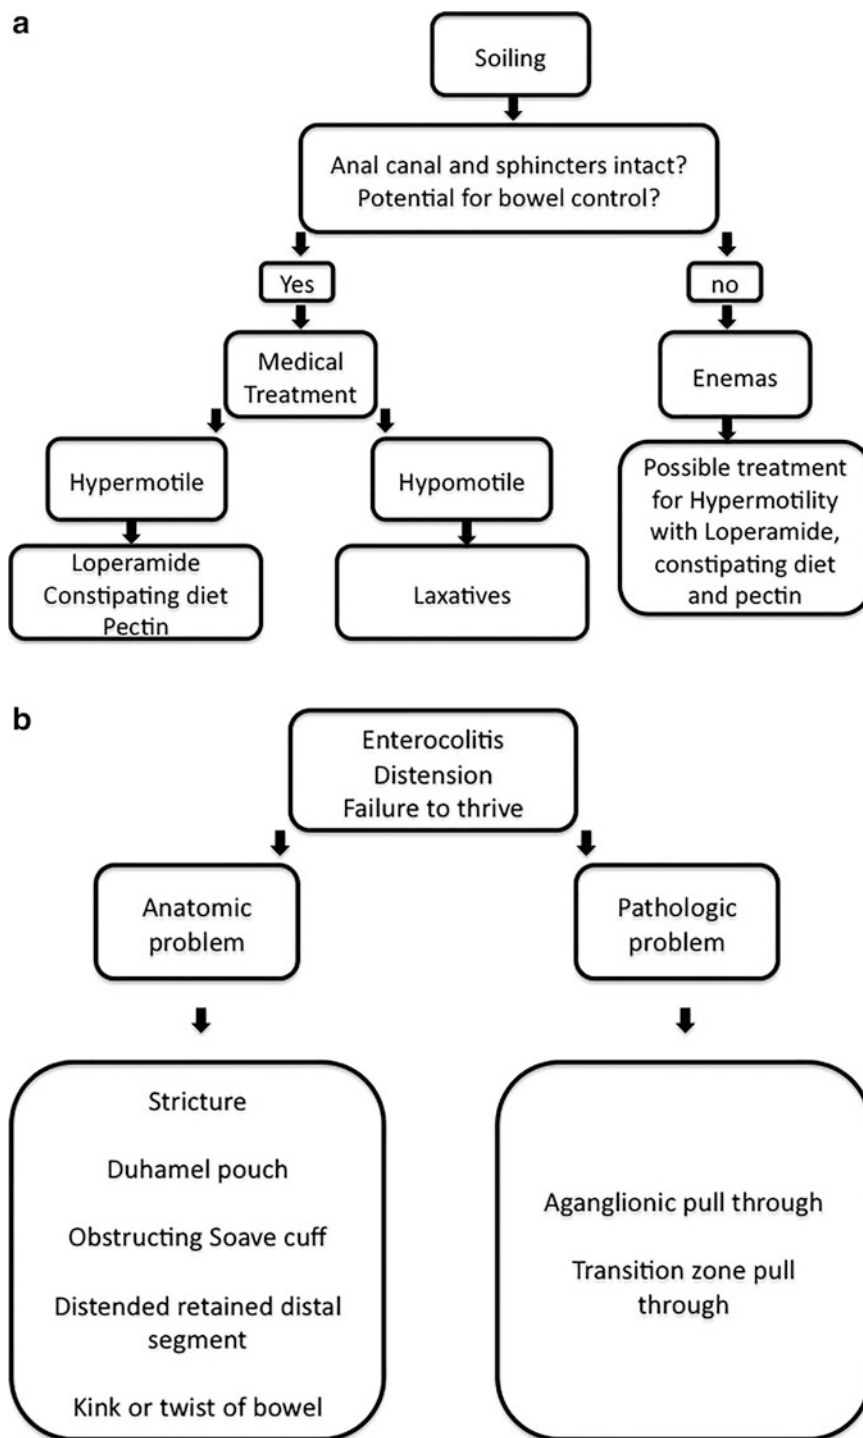 a
Soiling
Anal canal and sphincters intact?
Potential for bowel control?
Yes
no
Medical
Treatment
Enemas
Hypermotile
Hypomotile
Possible treatment
for Hypermotility
with Loperamide,
constipating diet
and pectin
Loperamide
Constipating diet
Pectin
Laxatives
b
Enterocolitis
Distension
Failure to thrive
Anatomic
problem
Pathologic
problem
Stricture
Duhamel pouch
Obstructing Soave cuff
Distended retained distal
segment
Kink or twist of bowel
Aganglionic pull through
Transition zone pull
through